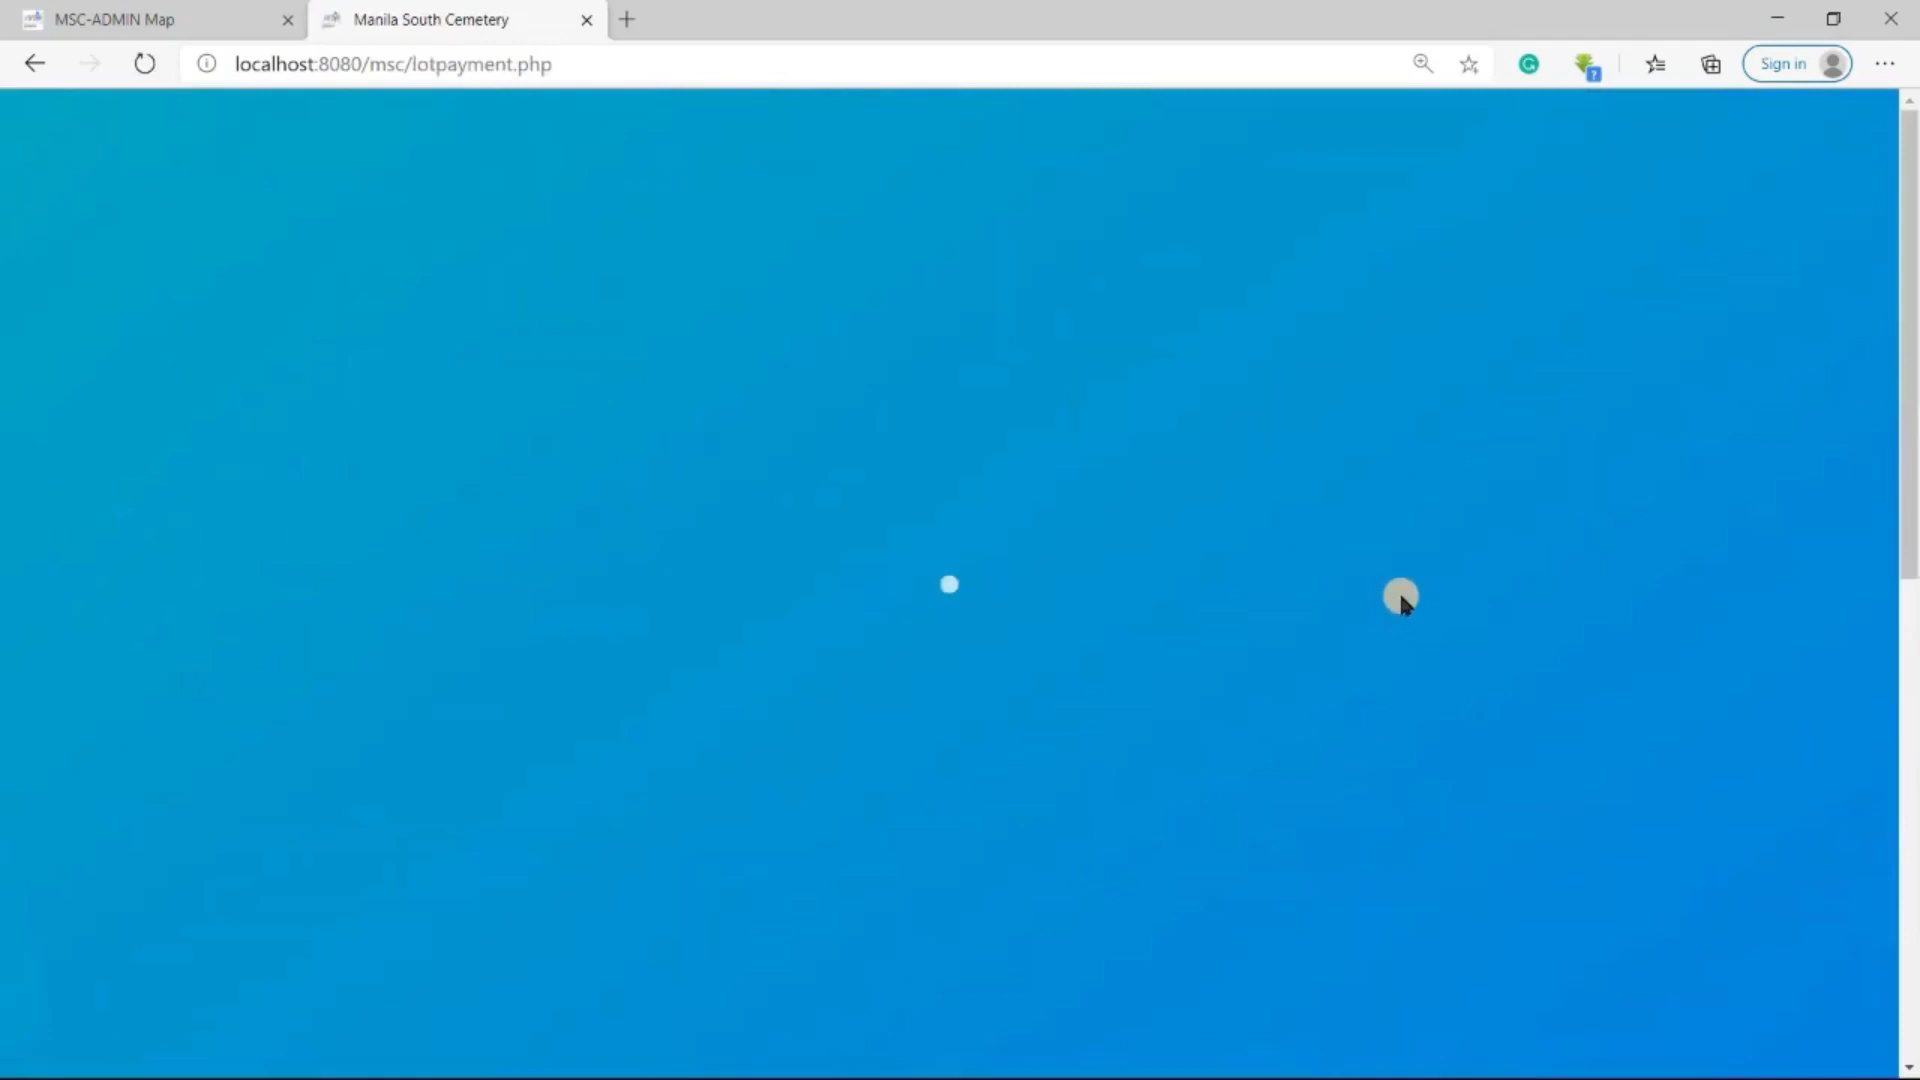 MSC-ADMIN Map
Manila South Cemetery
localhost:8080/msc/lotpayment.php
?
Sign in